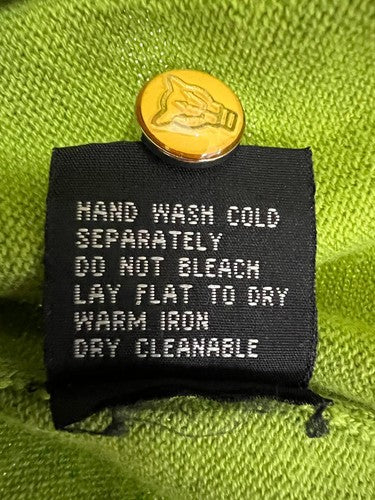 HAND WASH COLD
SEPARATELY
DO NOT BLEACH
LAY FLAT TO DRY
WARM IRON
DRY CLEANABLE